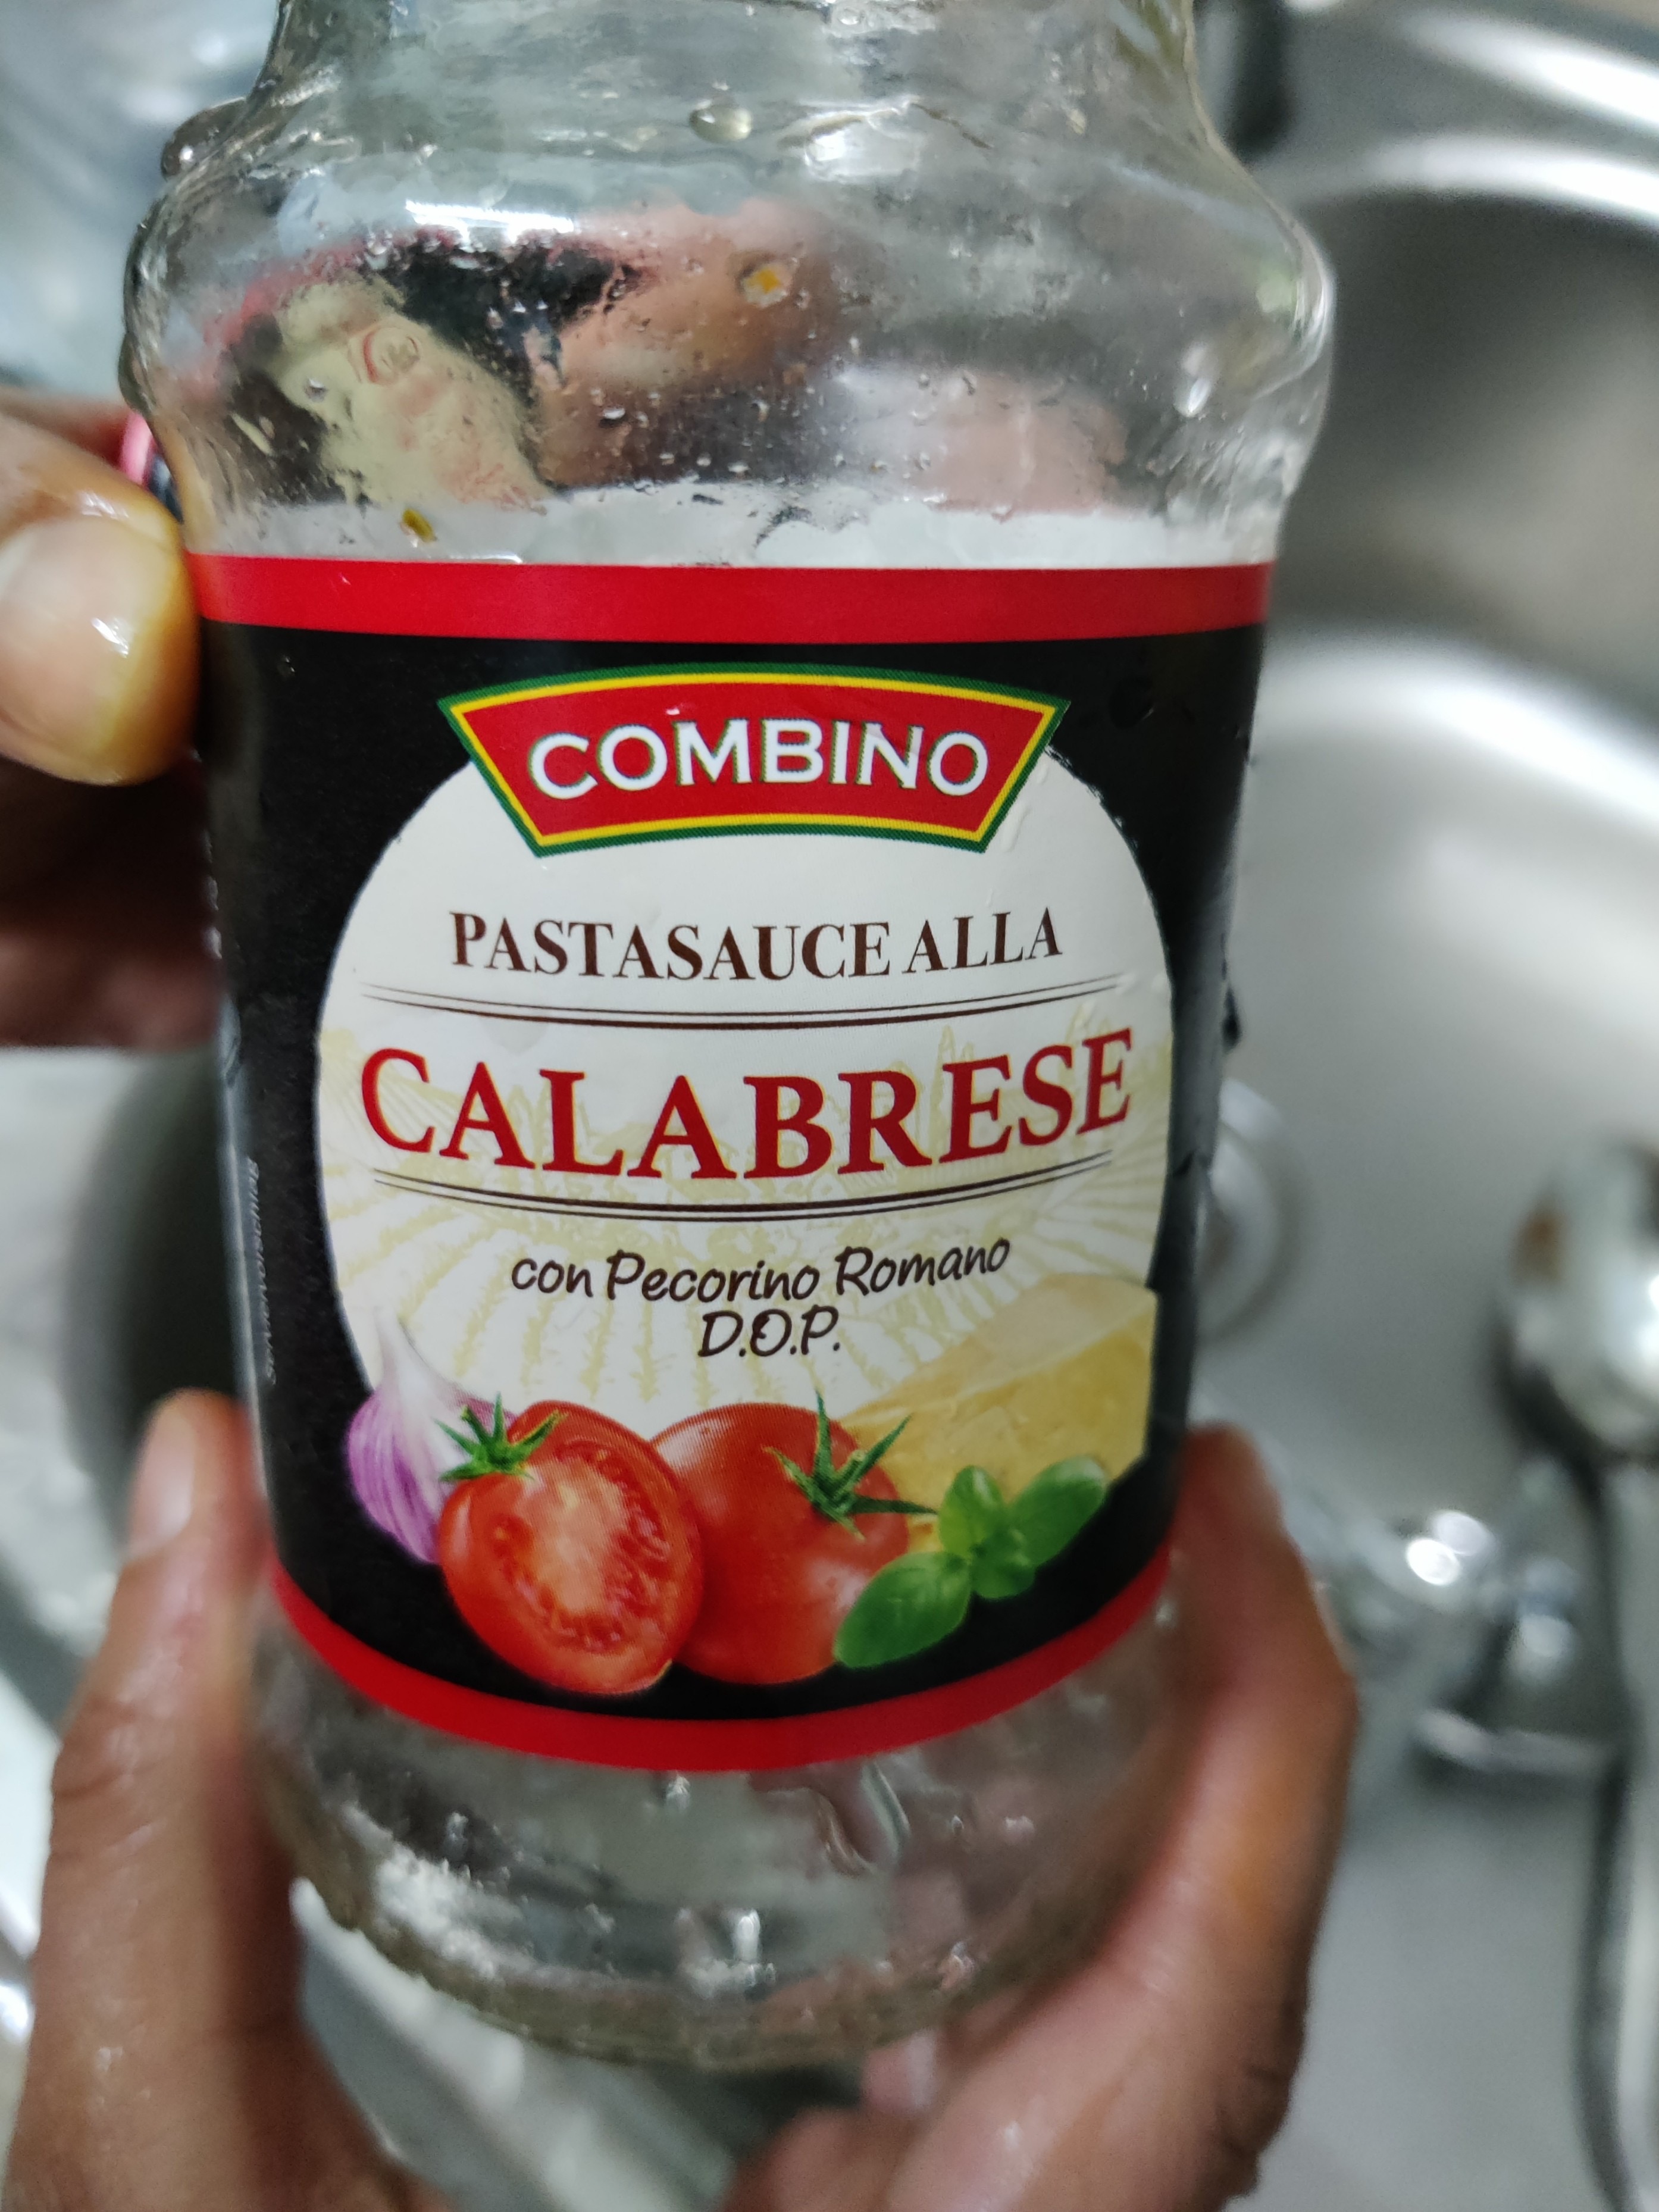 COMBINO
PASTASAUCE ALLA
CALABRESE
con Pecorino Romano
D.O.P.